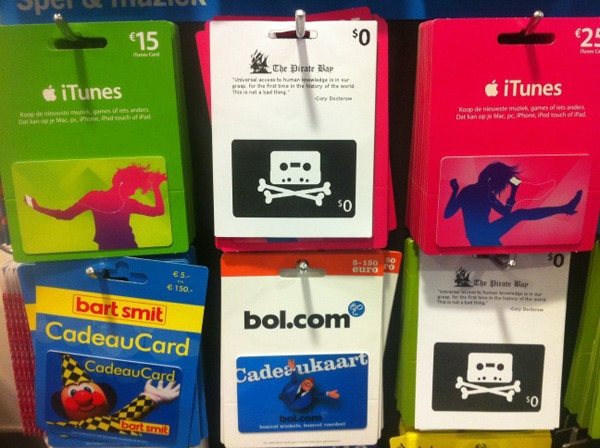 Spel & muziek
€15
iTunes Card
iTunes
Koop de nieuwste muziek, games of iets anders.
Dat kan op je Mac, pc, iPhone, iPod touch of iPad.
$0
The Pirate Bay
"Universal access to human knowledge is in our
grasp, for the first time in the history of the world.
This is not a bad thing."
-Cory Doctorow
$0
€25
iTunes Card
iTunes
Koop de nieuwste muziek, games of iets anders.
Dat kan op je Mac, pc, iPhone, iPod touch of iPad.
€5.-
€150.-
bart smit
CadeauCard
CadeauCard
bart smit
5-150
euro
50
ro
bol.com
Cadeaukaart
bol.com
$0
The Pirate Bay
"Universal access to human knowledge is in our
grasp, for the first time in the history of the world.
This is not a bad thing."
-Cory Doctorow
$0